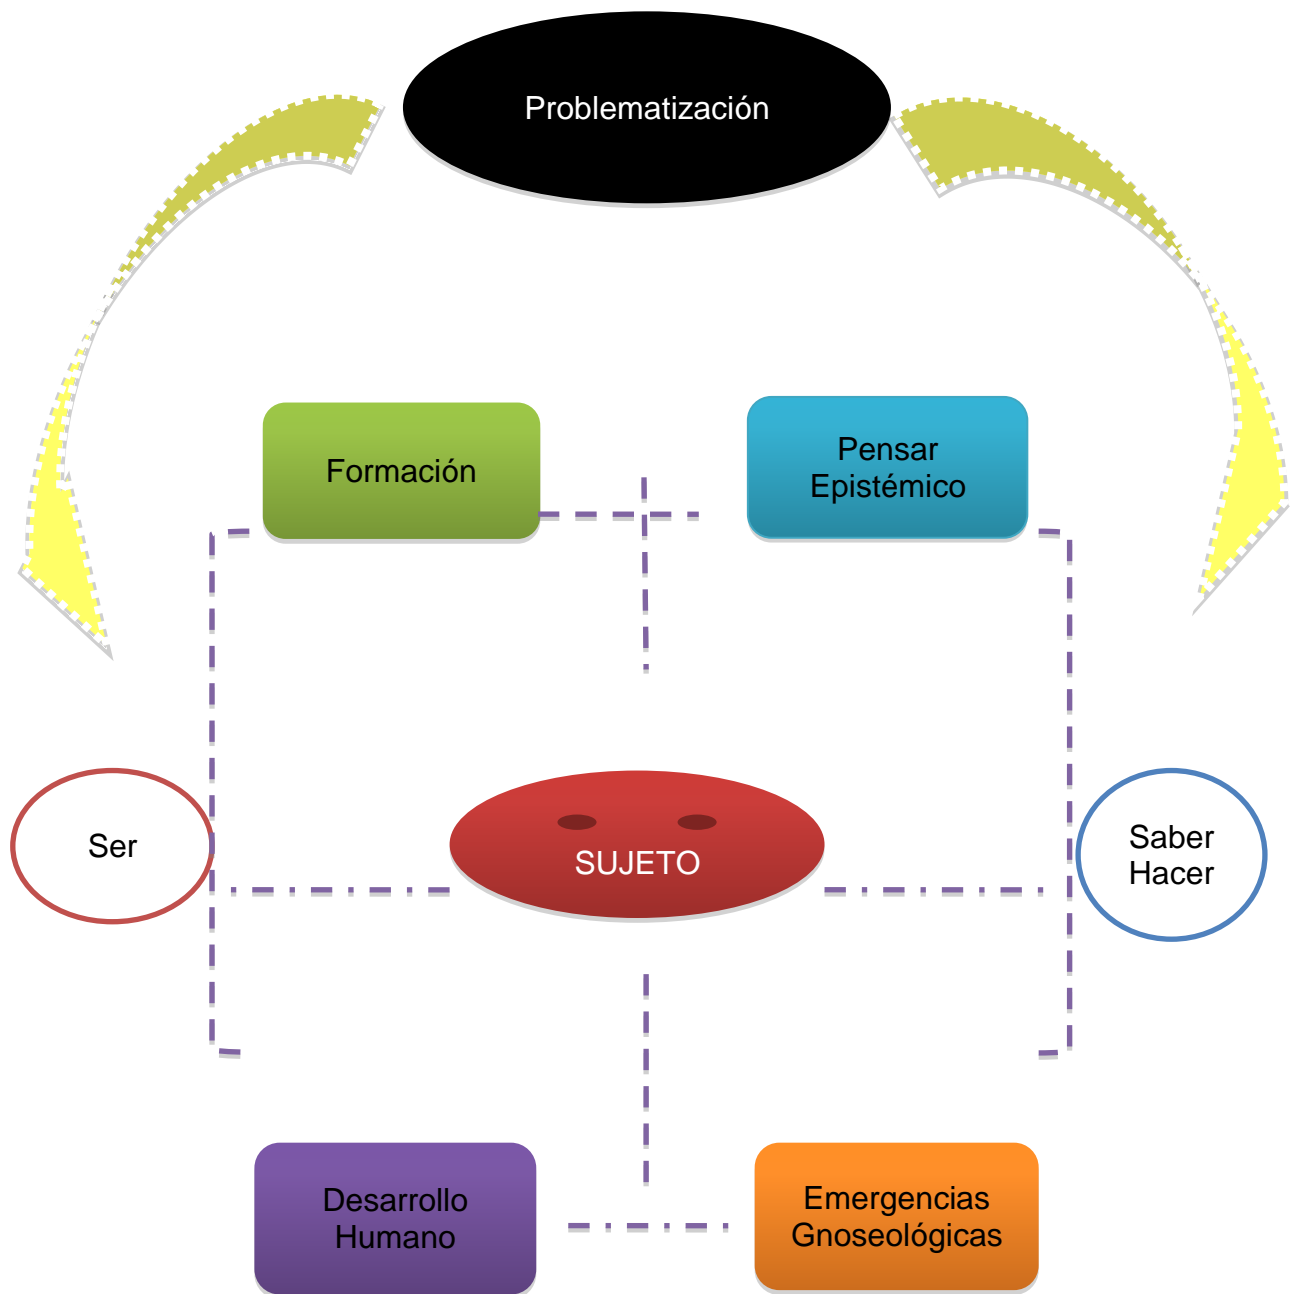 Problematización
Formación
Pensar
Epistémico
Ser
SUJETO
Saber
Hacer
Desarrollo
Humano
Emergencias
Gnoseológicas